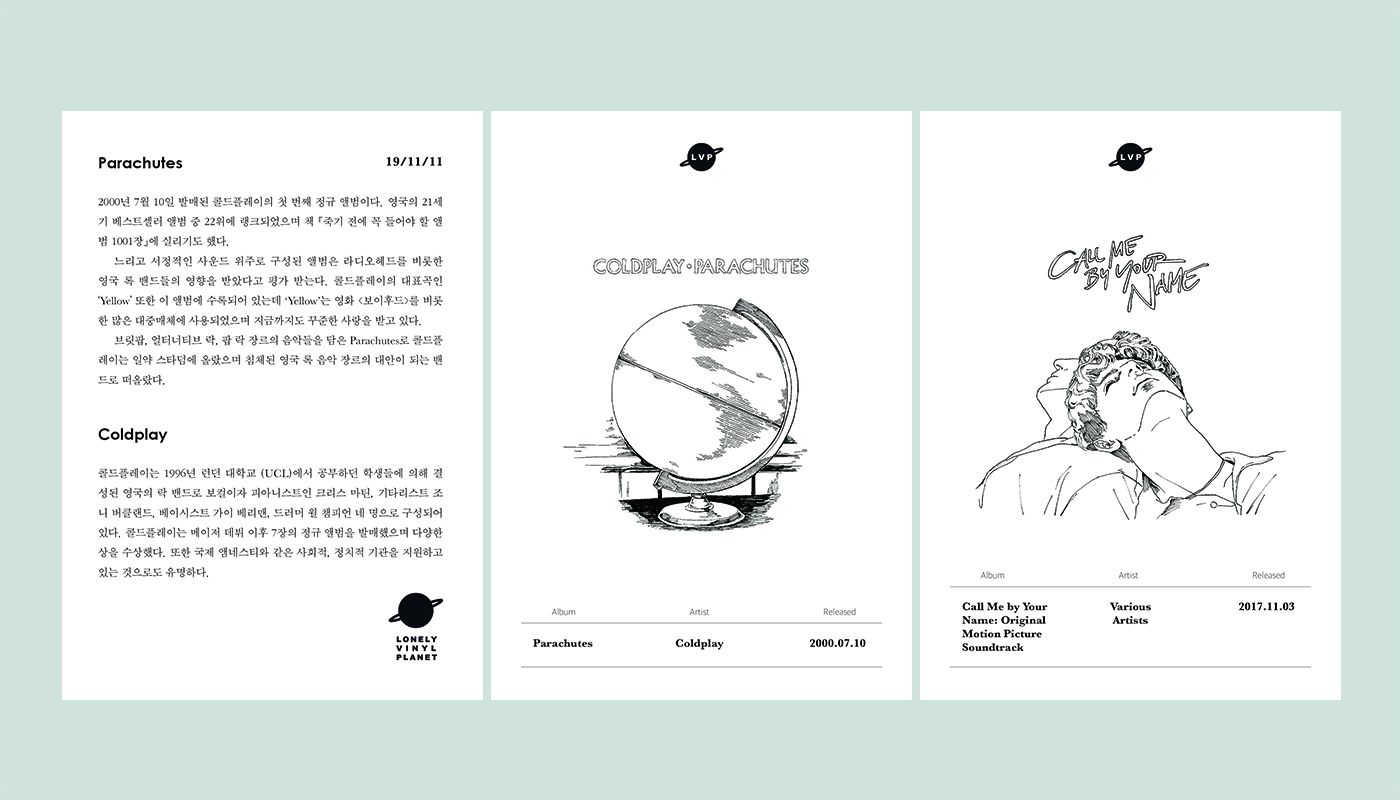 Parachutes
19/11/11
2000년 7월 10일 발매된 콜드플레이의 첫 번째 정규 앨범이다. 영국의 21세
기 베스트셀러 앨범 중 22위에 랭크되었으며 책 『죽기 전에 꼭 들어야 할 앨
범 1001장』에 실리기도 했다.
느리고 서정적인 사운드 위주로 구성된 앨범은 라디오헤드를 비롯한
영국 록 밴드들의 영향을 받았다고 평가 받는다. 콜드플레이의 대표곡인
'Yellow' 또한 이 앨범에 수록되어 있는데 'Yellow'는 영화 <보이후드>를 비롯
한 많은 대중매체에 사용되었으며 지금까지도 꾸준한 사랑을 받고 있다.
브릿팝, 얼터너티브 락, 팝 락 장르의 음악들을 담은 Parachutes로 콜드플
레이는 일약 스타덤에 올랐으며 침체된 영국 록 음악 장르의 대안이 되는 밴
드로 떠올랐다.
Coldplay
콜드플레이는 1996년 런던 대학교 (UCL)에서 공부하던 학생들에 의해 결
성된 영국의 락 밴드로 보컬이자 피아니스트인 크리스 마틴, 기타리스트 조
니 버클랜드, 베이시스트 가이 베리맨, 드러머 윌 챔피언 네 명으로 구성되어
있다. 콜드플레이는 메이저 데뷔 이후 7장의 정규 앨범을 발매했으며 다양한
상을 수상했다. 또한 국제 앰네스티와 같은 사회적, 정치적 기관을 지원하고
있는 것으로도 유명하다.
LONELY
VINYL
PLANET
LVP
COLDPLAY·PARACHUTES
Album Artist Released
Parachutes Coldplay 2000.07.10
LVP
CALL ME
BY YOUR
NAME
Album Artist Released
Call Me by Your Various 2017.11.03
Name: Original Artists
Motion Picture
Soundtrack